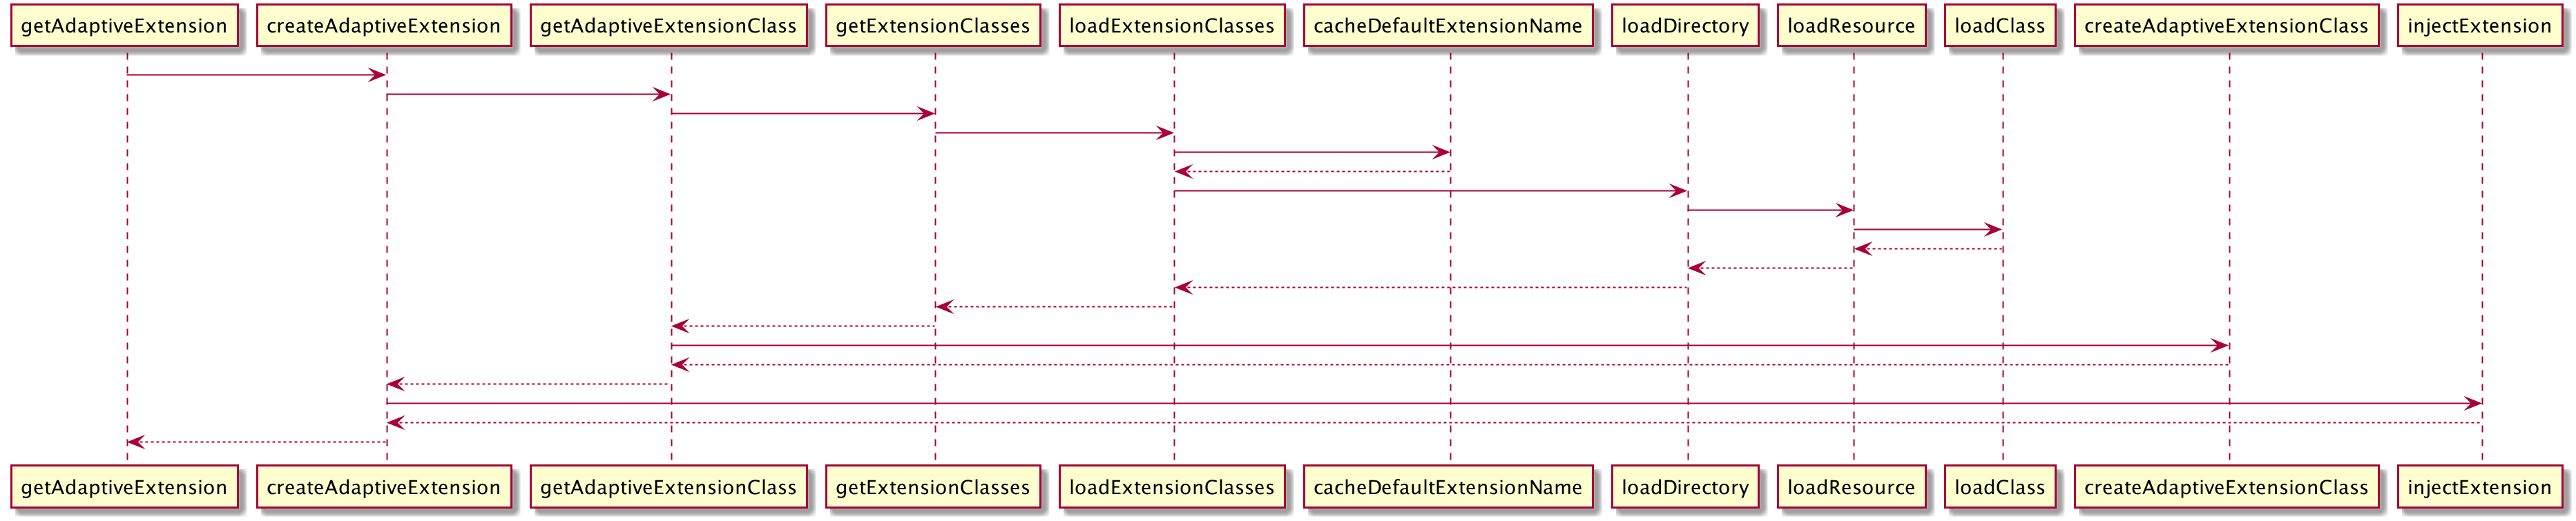 getAdaptiveExtension createAdaptiveExtension getAdaptiveExtensionClass getExtensionClasses loadExtensionClasses cacheDefaultExtensionName loadDirectory loadResource loadClass createAdaptiveExtensionClass injectExtension
getAdaptiveExtension createAdaptiveExtension getAdaptiveExtensionClass getExtensionClasses loadExtensionClasses cacheDefaultExtensionName loadDirectory loadResource loadClass createAdaptiveExtensionClass injectExtension